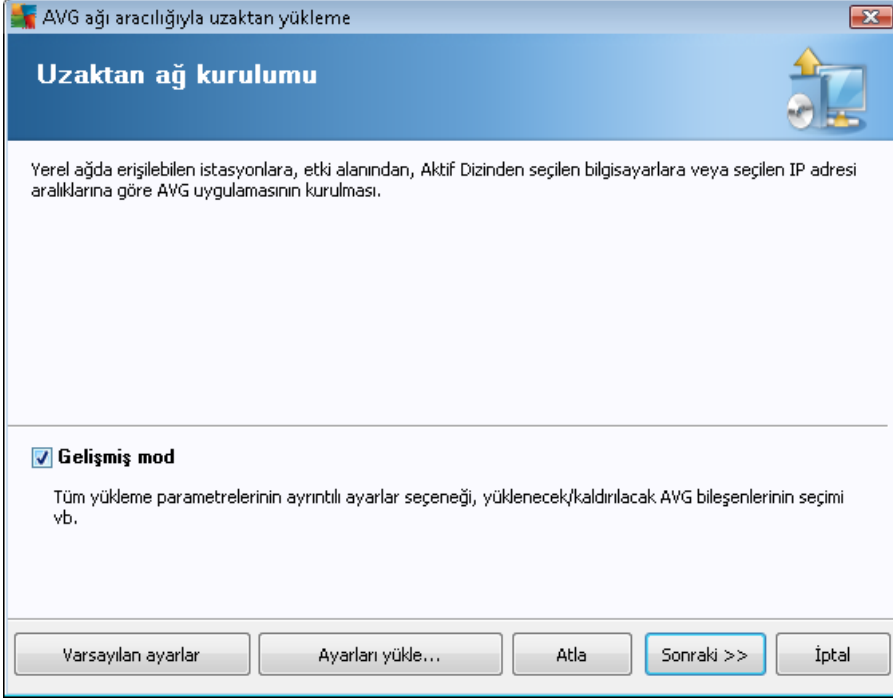 AVG ağı aracılığıyla uzaktan yükleme
Uzaktan ağ kurulumu
Yerel ağda erişilebilen istasyonlara, etki alanından, Aktif Dizinden seçilen bilgisayarlara veya seçilen IP adresi
aralıklarına göre AVG uygulamasının kurulması.
Gelişmiş mod
Tüm yükleme parametrelerinin ayrıntılı ayarlar seçeneği, yüklenecek/kaldırılacak AVG bileşenlerinin seçimi
vb.
Varsayılan ayarlar Ayarları yükle... Atla Sonraki >> İptal